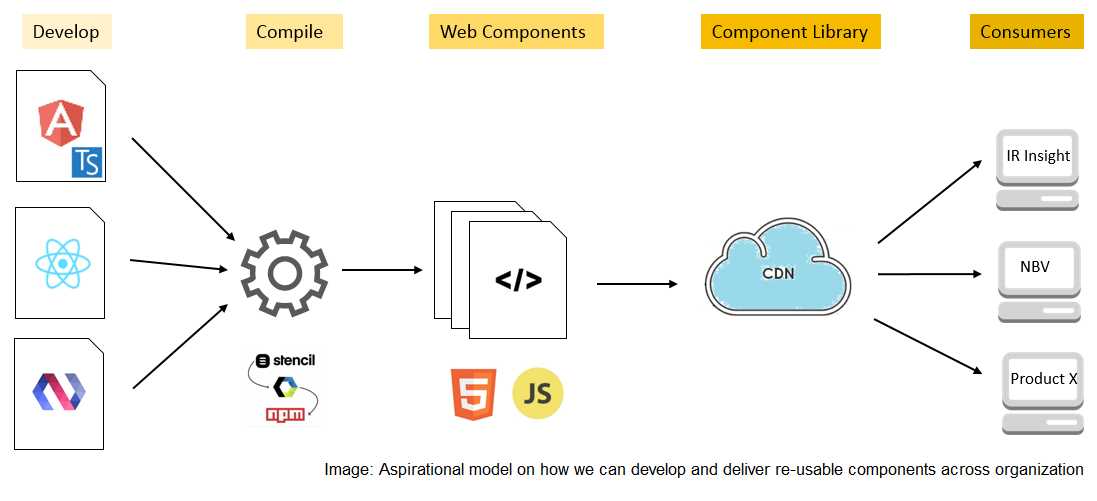 Develop
Compile
Web Components
Component Library
Consumers
A
TS
</>
CDN
IR Insight
NBV
Product X
stencil
npm
5
JS
Image: Aspirational model on how we can develop and deliver re-usable components across organization